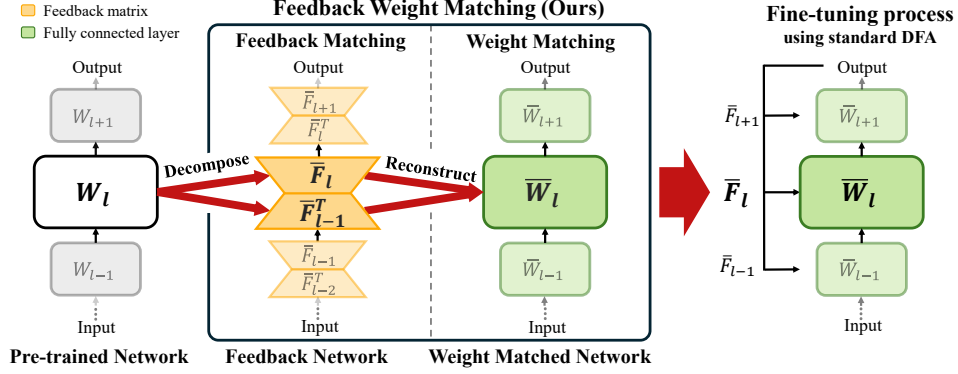 Feedback matrix
Fully connected layer
Feedback Weight Matching (Ours)
Fine-tuning process
using standard DFA
Feedback Matching
Weight Matching
Output
Output
Output
Output
W_{l+1}
F̅_{l+1}
F̅_l^T
W̅_{l+1}
F̅_{l+1}
W̅_{l+1}
Decompose
Reconstruct
W_l
F̅_l
F̅_{l-1}^T
W̅_l
F̅_l
W̅_l
W_{l-1}
F̅_{l-1}
F̅_{l-2}^T
W̅_{l-1}
F̅_{l-1}
W̅_{l-1}
Input
Input
Input
Input
Pre-trained Network
Feedback Network
Weight Matched Network